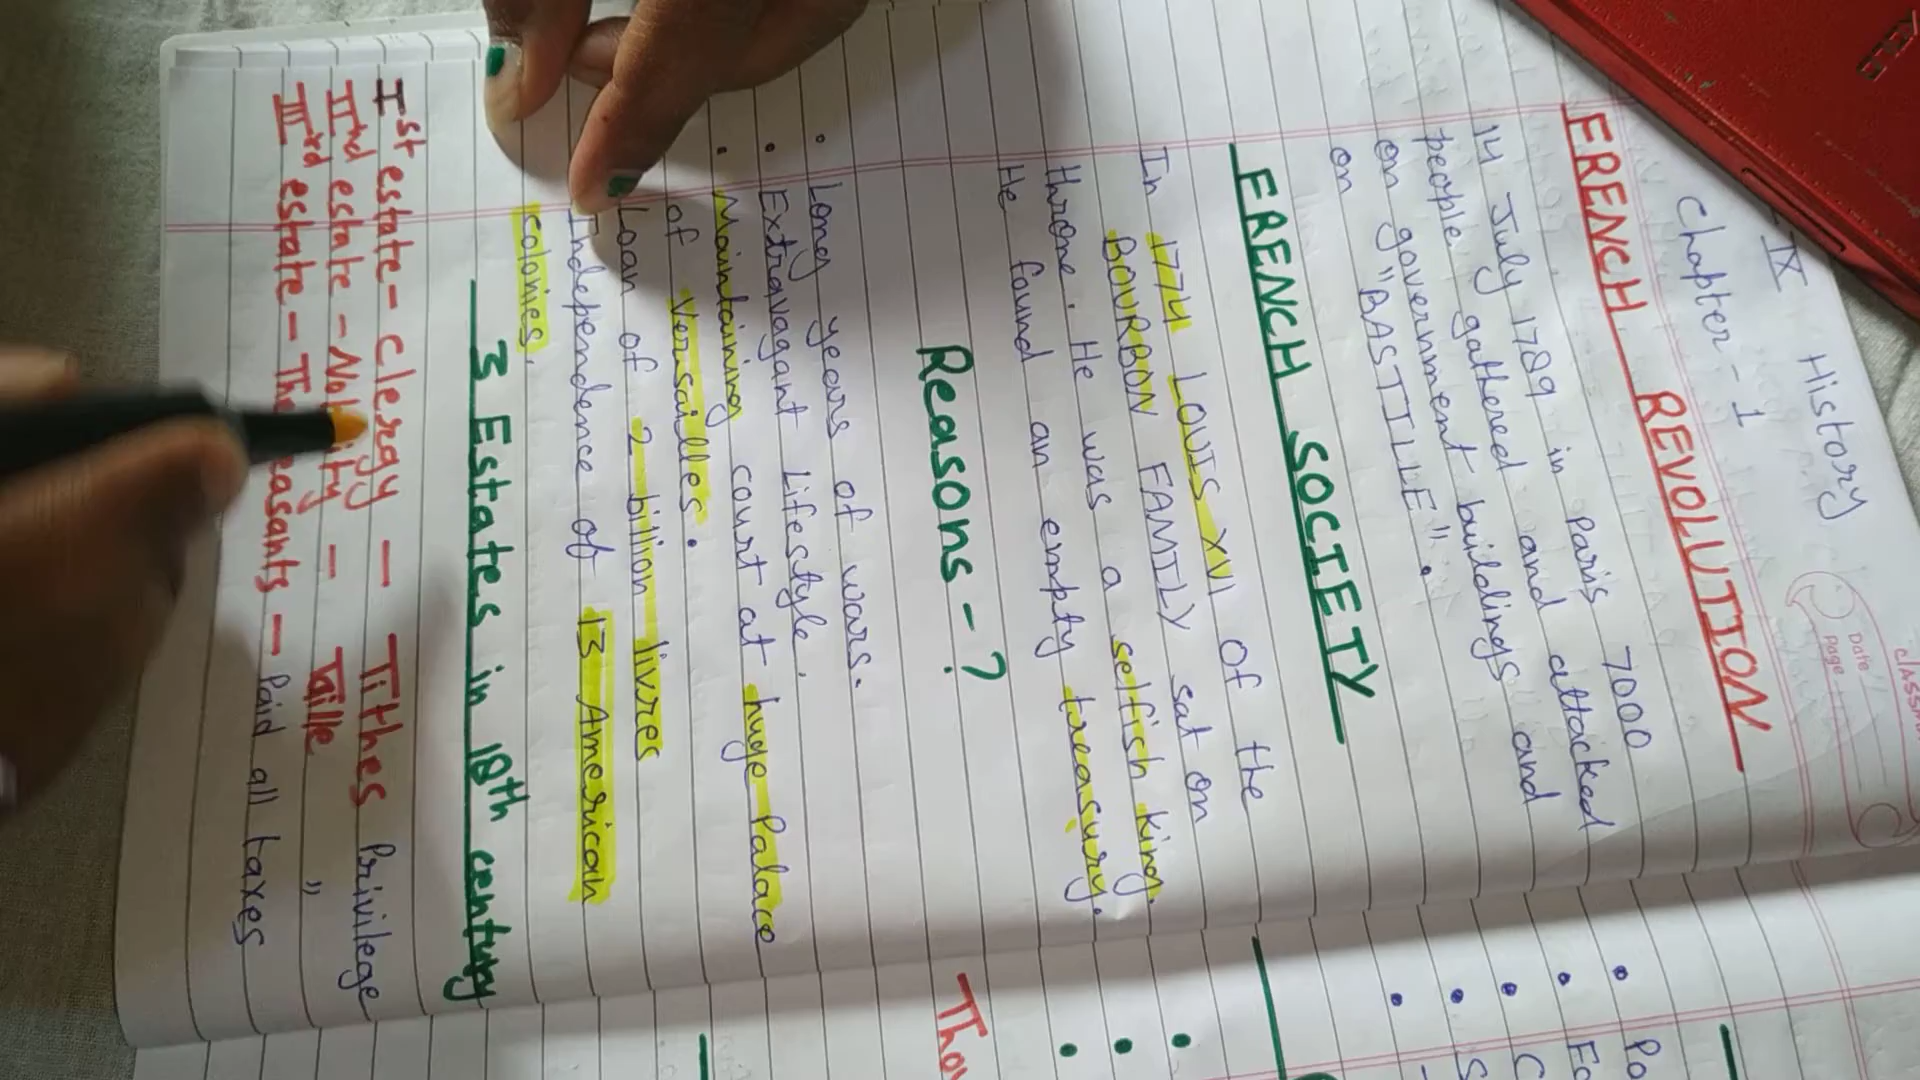 IX History
Chapter - 1
Date
Page
FRENCH REVOLUTION
14 July 1789 in Paris 7000
people gathered and attacked
on government buildings and
on "BASTILLE".
FRENCH SOCIETY
In 1774 LOUIS XVI of the
BOURBON FAMILY sat on
throne. He was a selfish king.
He found an empty treasury.
Reasons - ?
• Long years of wars.
• Extravagant Lifestyle.
• Maintaining court at huge Palace
of Versailles.
Loan of 2 billion livres
Independence of 13 American
colonies.
3 Estates in 18th century
Ist estate - clergy — Tithes Privilege
IInd estate - — Taille "
IIIrd estate - — Paid all taxes